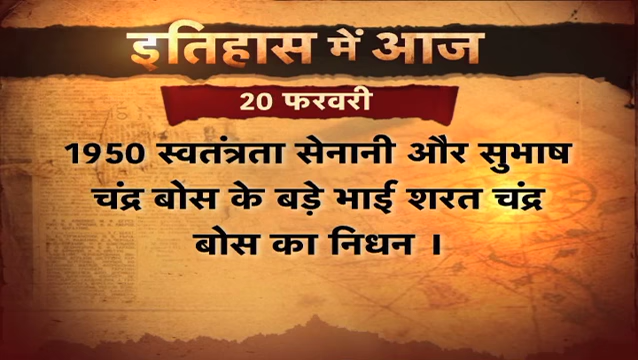 इतिहास में आज
20 फरवरी
1950 स्वतंत्रता सेनानी और सुभाष
चंद्र बोस के बड़े भाई शरत चंद्र
बोस का निधन ।